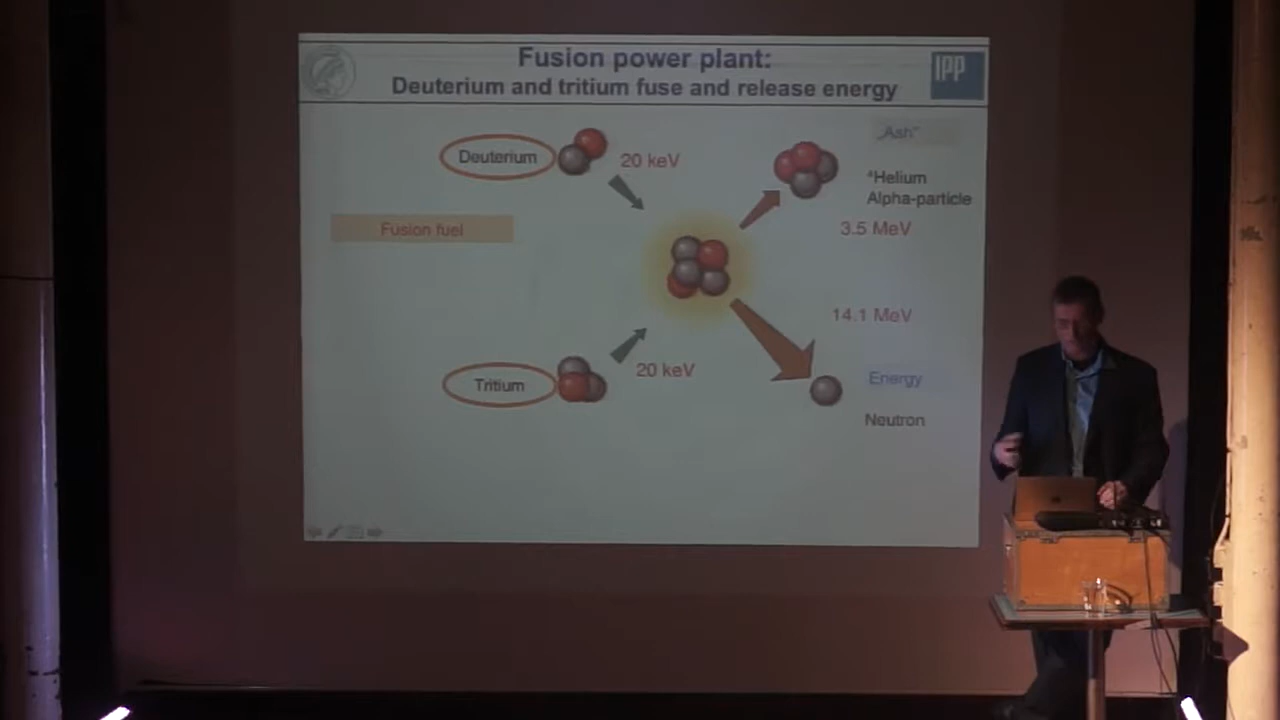 Fusion power plant:
Deuterium and tritium fuse and release energy
IPP
Deuterium
20 keV
„Ash"
⁴Helium
Alpha-particle
3.5 MeV
Fusion fuel
14.1 MeV
Tritium
20 keV
Energy
Neutron